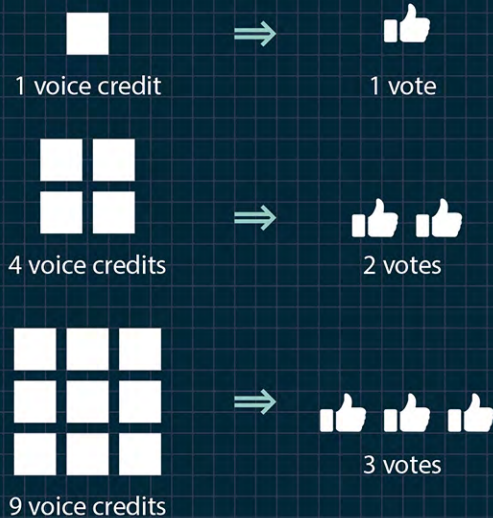 1 voice credit
1 vote
4 voice credits
2 votes
9 voice credits
3 votes